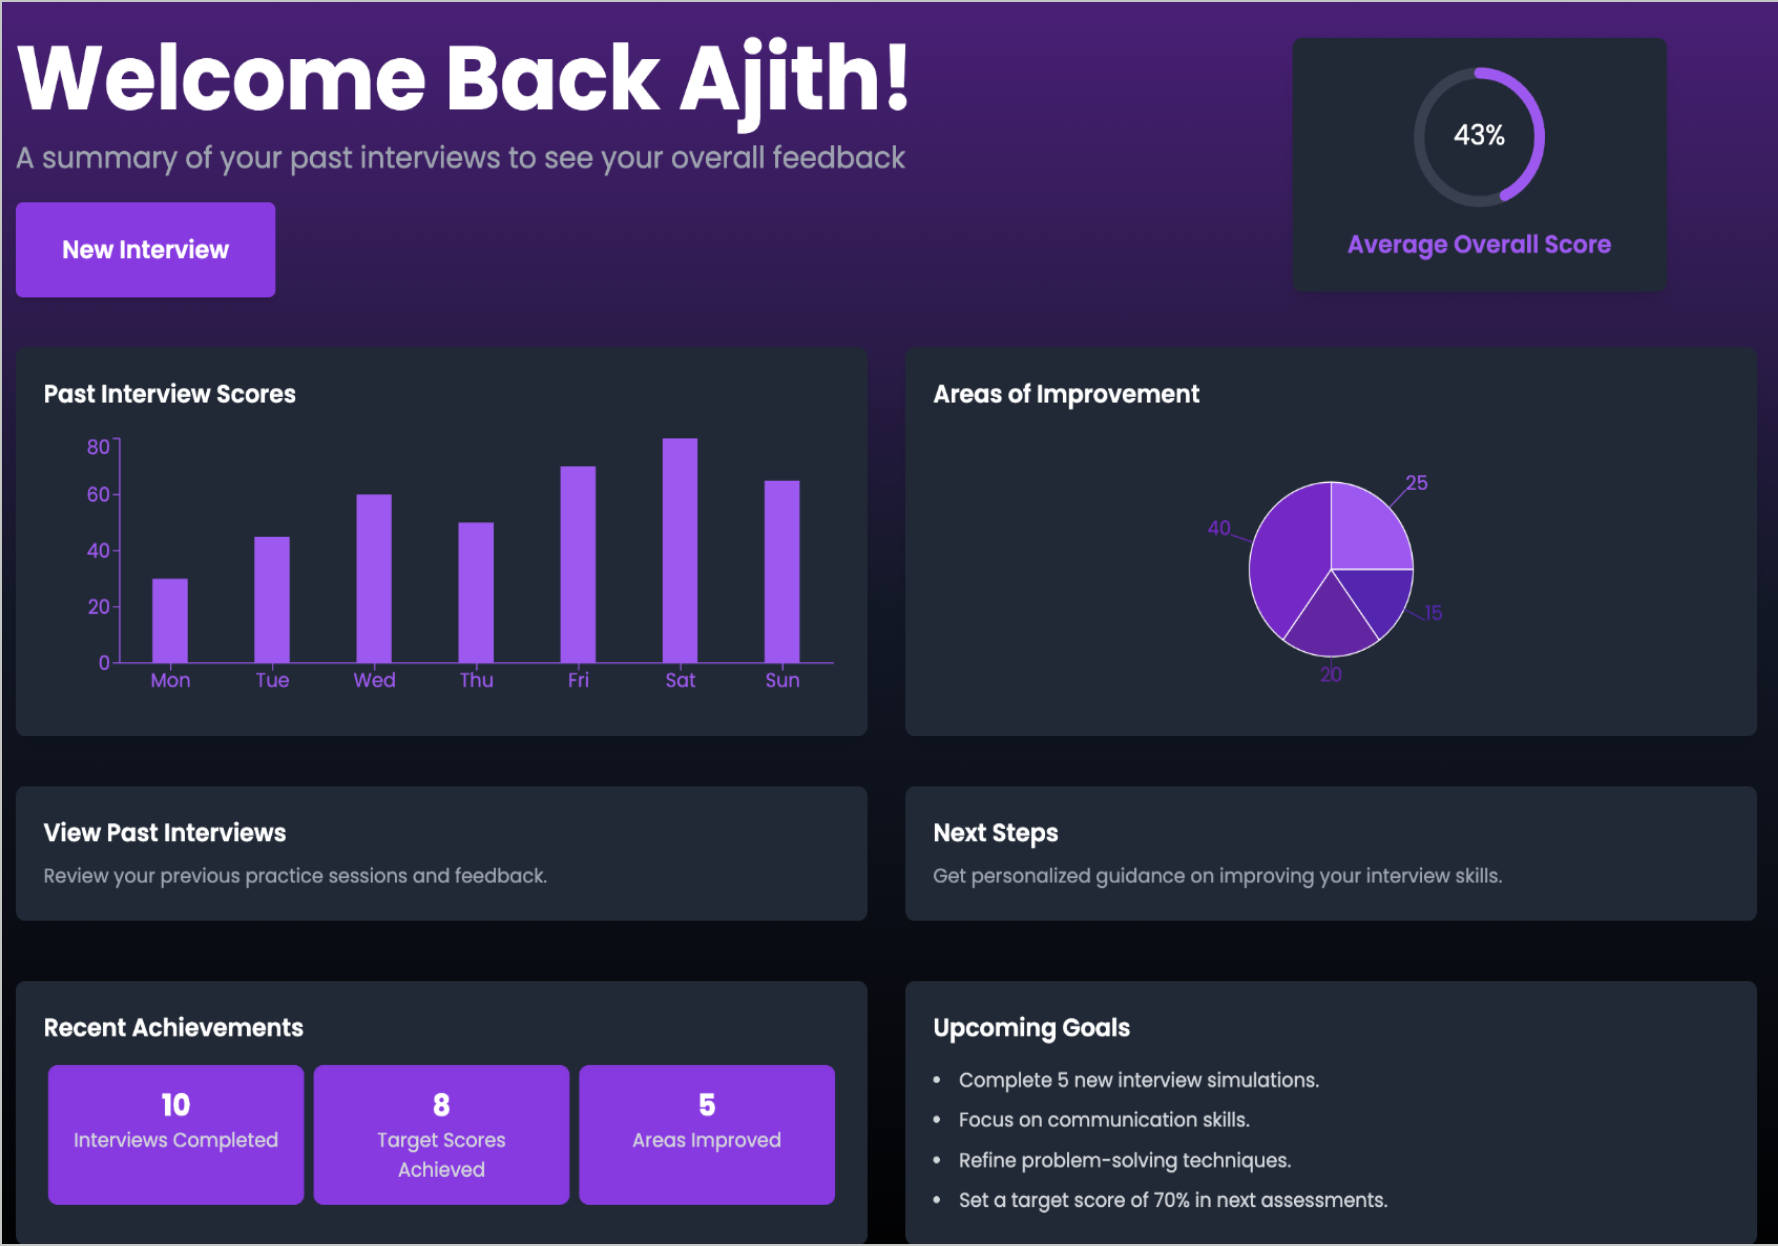 Welcome Back Ajith!
A summary of your past interviews to see your overall feedback
New Interview
43%
Average Overall Score
Past Interview Scores
80
60
40
20
0
Mon Tue Wed Thu Fri Sat Sun
Areas of Improvement
25
40
15
20
View Past Interviews
Review your previous practice sessions and feedback.
Next Steps
Get personalized guidance on improving your interview skills.
Recent Achievements
10
Interviews Completed
8
Target Scores
Achieved
5
Areas Improved
Upcoming Goals
• Complete 5 new interview simulations.
• Focus on communication skills.
• Refine problem-solving techniques.
• Set a target score of 70% in next assessments.